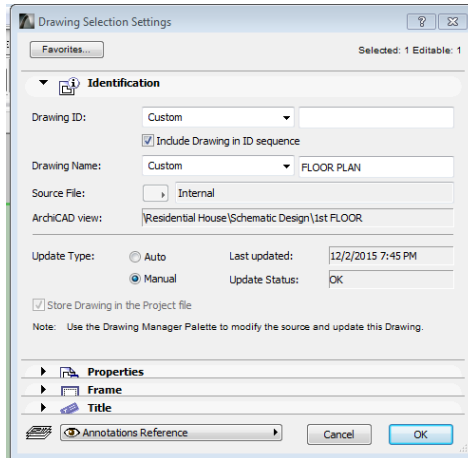 Drawing Selection Settings
Favorites...
Selected: 1 Editable: 1
Identification
Drawing ID: Custom
Include Drawing in ID sequence
Drawing Name: Custom FLOOR PLAN
Source File: Internal
ArchiCAD view: \Residential House\Schematic Design\1st FLOOR
Update Type: Auto Last updated: 12/2/2015 7:45 PM
Manual Update Status: OK
Store Drawing in the Project file
Note: Use the Drawing Manager Palette to modify the source and update this Drawing.
Properties
Frame
Title
Annotations Reference Cancel OK